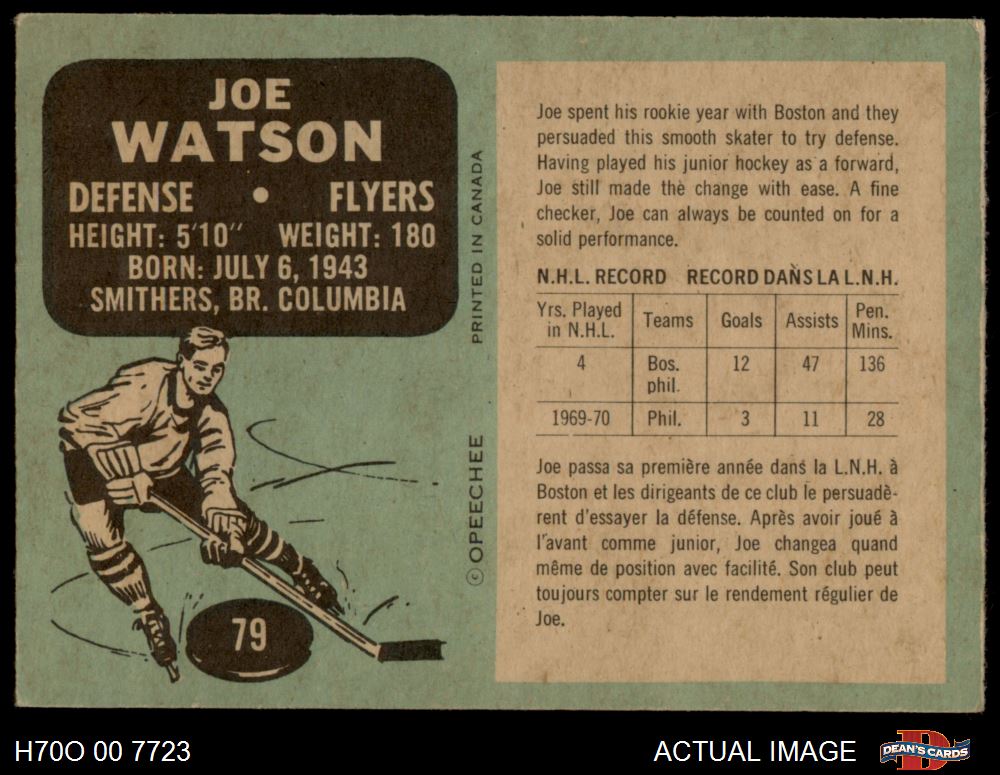 JOE
WATSON
DEFENSE • FLYERS
HEIGHT: 5'10" WEIGHT: 180
BORN: JULY 6, 1943
SMITHERS, BR. COLUMBIA
79
© OPEECHEE PRINTED IN CANADA
Joe spent his rookie year with Boston and they
persuaded this smooth skater to try defense.
Having played his junior hockey as a forward,
Joe still made the change with ease. A fine
checker, Joe can always be counted on for a
solid performance.
N.H.L. RECORD RECORD DANS LA L.N.H.
Yrs. Played in N.H.L. Teams Goals Assists Pen. Mins.
4 Bos. phil. 12 47 136
1969-70 Phil. 3 11 28
Joe passa sa première année dans la L.N.H. à
Boston et les dirigeants de ce club le persuadè-
rent d'essayer la défense. Après avoir joué à
l'avant comme junior, Joe changea quand
même de position avec facilité. Son club peut
toujours compter sur le rendement régulier de
Joe.
H70O 00 7723
ACTUAL IMAGE
DEAN'S CARDS